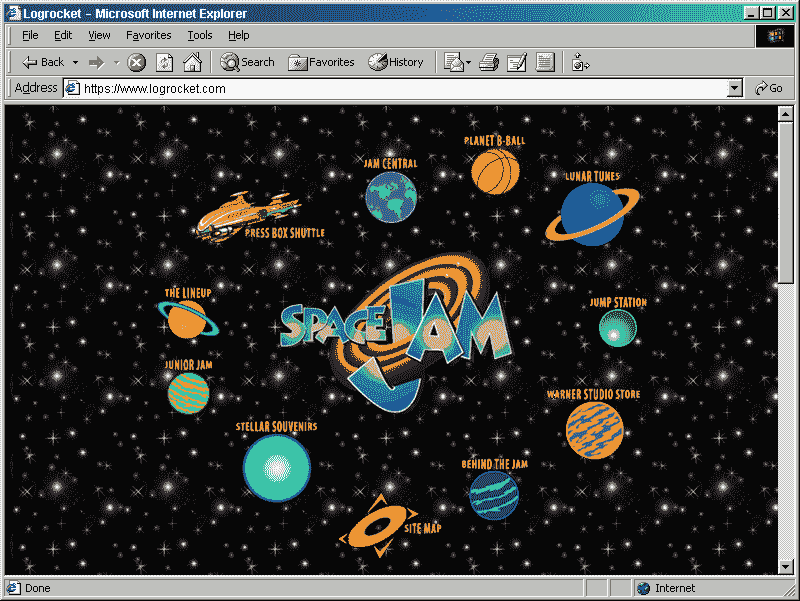 Logrocket - Microsoft Internet Explorer
File Edit View Favorites Tools Help
Back Search Favorites History
Address https://www.logrocket.com Go
PLANET B-BALL
JAM CENTRAL
LUNAR TUNES
PRESS BOX SHUTTLE
THE LINEUP
JUMP STATION
SPACE JAM
JUNIOR JAM
WARNER STUDIO STORE
STELLAR SOUVENIRS
BEHIND THE JAM
SITE MAP
Done Internet